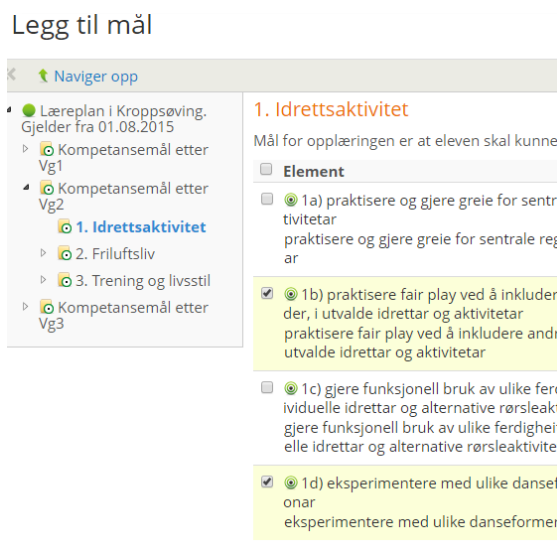 Legg til mål
Naviger opp
Læreplan i Kroppsøving.
Gjelder fra 01.08.2015
Kompetansemål etter
Vg1
Kompetansemål etter
Vg2
1. Idrettsaktivitet
2. Friluftsliv
3. Trening og livsstil
Kompetansemål etter
Vg3
1. Idrettsaktivitet
Mål for opplæringen er at eleven skal kunne
Element
1a) praktisere og gjere greie for sentr
tivitetar
praktisere og gjere greie for sentrale reg
ar
1b) praktisere fair play ved å inkluder
der, i utvalde idrettar og aktivitetar
praktisere fair play ved å inkludere andr
utvalde idrettar og aktivitetar
1c) gjere funksjonell bruk av ulike fer
ividuelle idrettar og alternative rørsleakt
gjere funksjonell bruk av ulike ferdighei
elle idrettar og alternative rørsleaktivite
1d) eksperimentere med ulike dansef
onar
eksperimentere med ulike danseformer